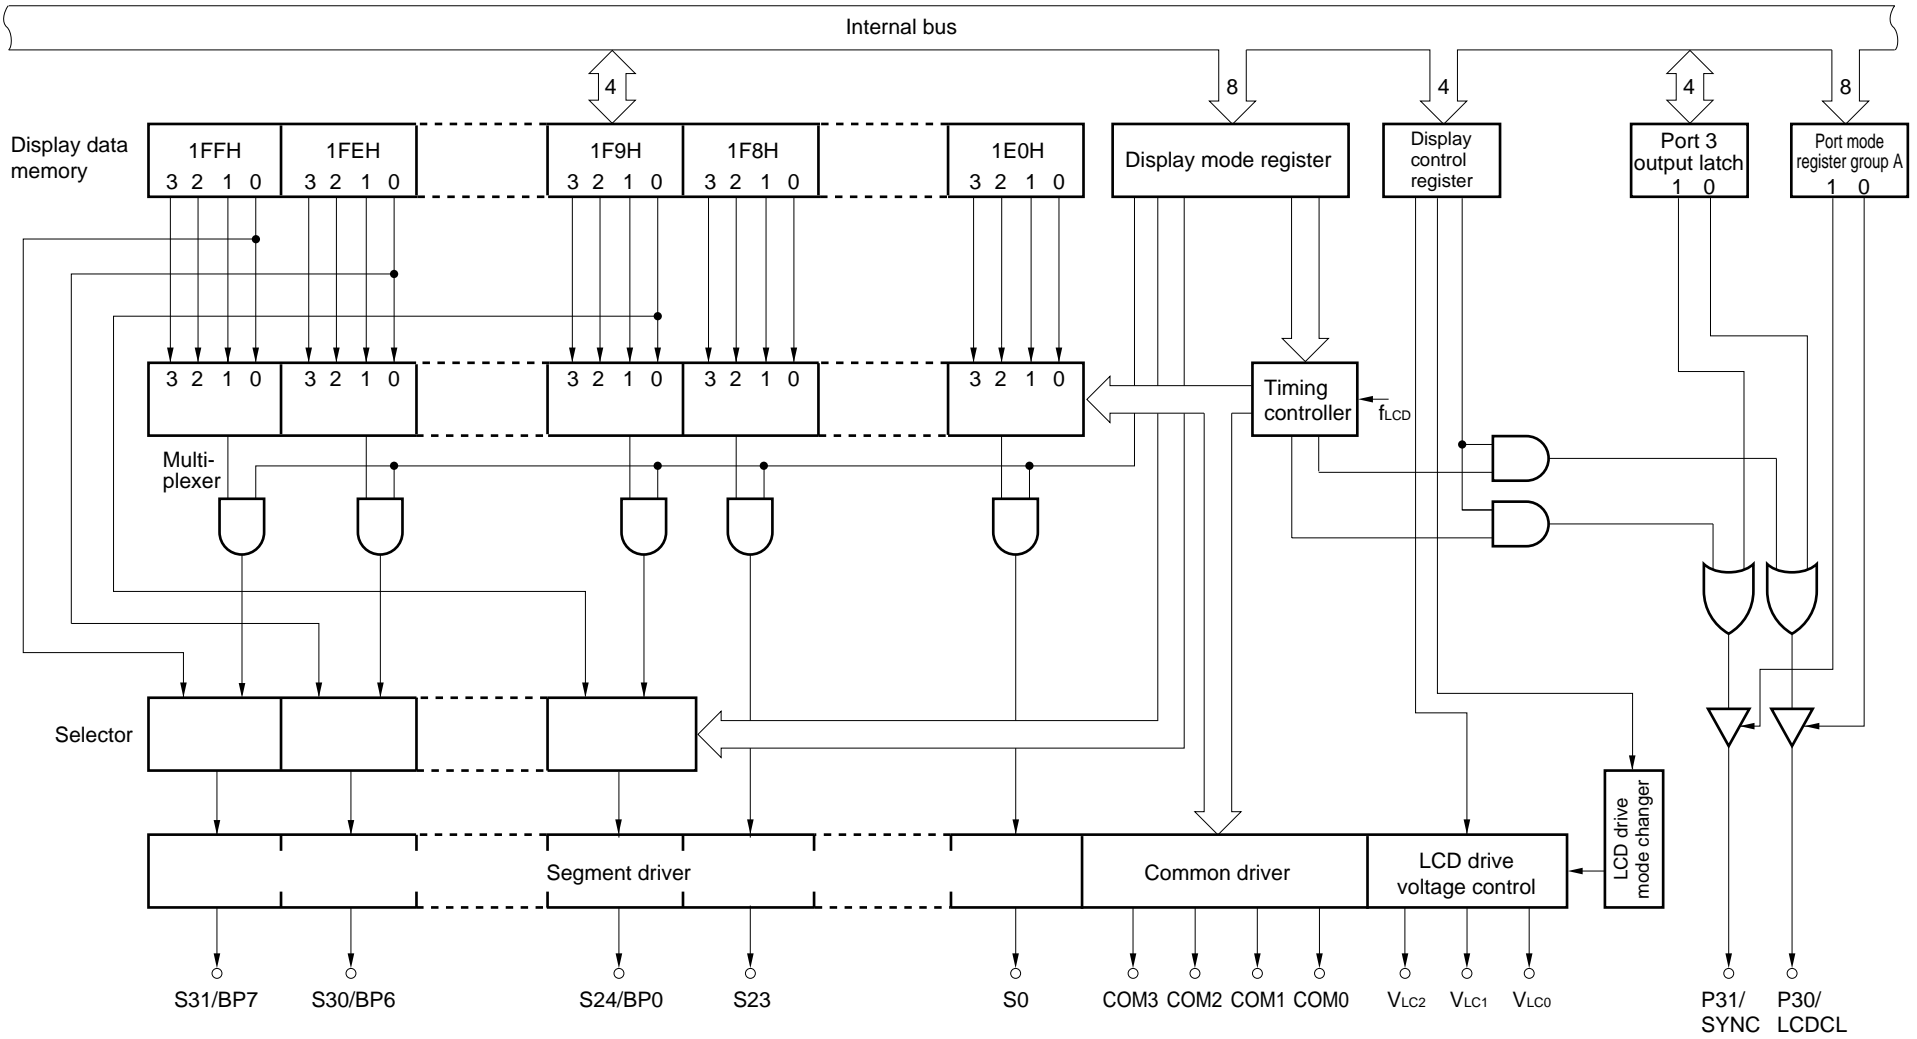 Internal bus
4
8
4
4
8
Display data
memory
1FFH
3 2 1 0
1FEH
3 2 1 0
1F9H
3 2 1 0
1F8H
3 2 1 0
1E0H
3 2 1 0
Display mode register
Display
control
register
Port 3
output latch
1 0
Port mode
register group A
1 0
3 2 1 0
3 2 1 0
3 2 1 0
3 2 1 0
3 2 1 0
Timing
controller
fLCD
Multi-
plexer
Selector
LCD drive
mode changer
Segment driver
Common driver
LCD drive
voltage control
S31/BP7
S30/BP6
S24/BP0
S23
S0
COM3
COM2
COM1
COM0
VLC2
VLC1
VLC0
P31/
SYNC
P30/
LCDCL